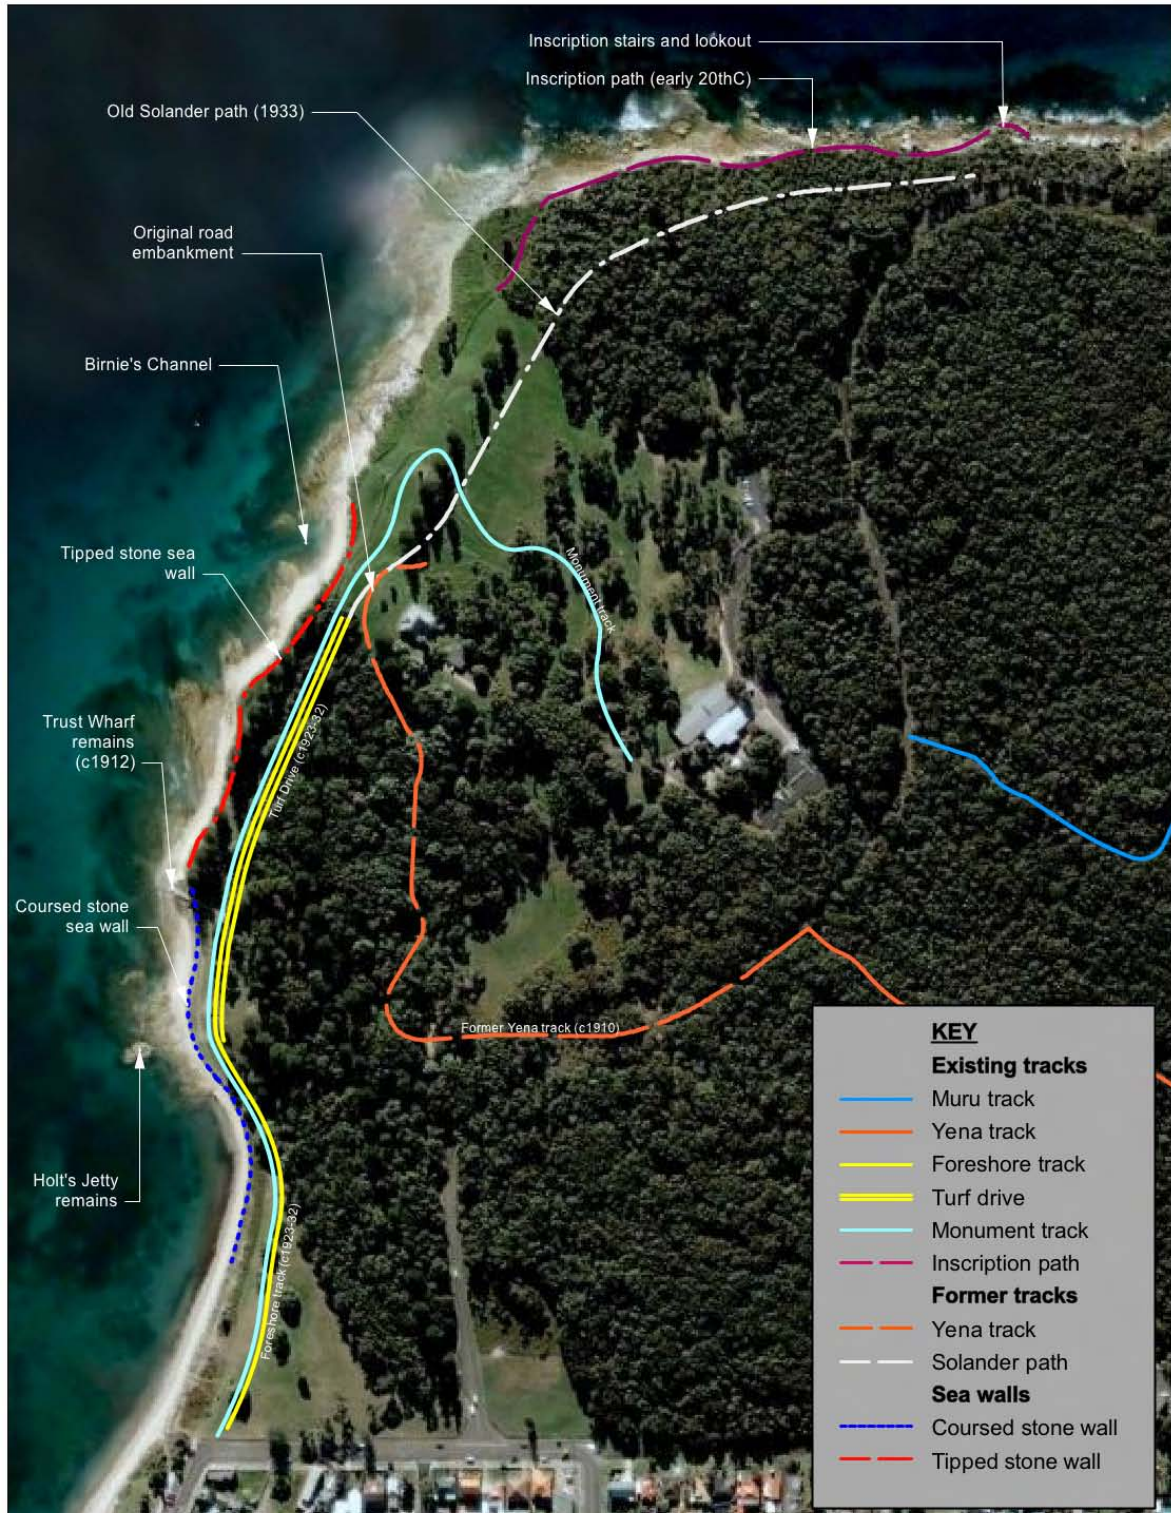 Inscription stairs and lookout
Inscription path (early 20thC)
Old Solander path (1933)
Original road
embankment
Birnie's Channel
Tipped stone sea
wall
Monument track
Trust Wharf
remains
(c1912)
Turf Drive (c1923-32)
Coursed stone
sea wall
Former Yena track (c1910)
Holt's Jetty
remains
Foreshore track (c1923-32)
KEY
Existing tracks
Muru track
Yena track
Foreshore track
Turf drive
Monument track
Inscription path
Former tracks
Yena track
Solander path
Sea walls
Coursed stone wall
Tipped stone wall